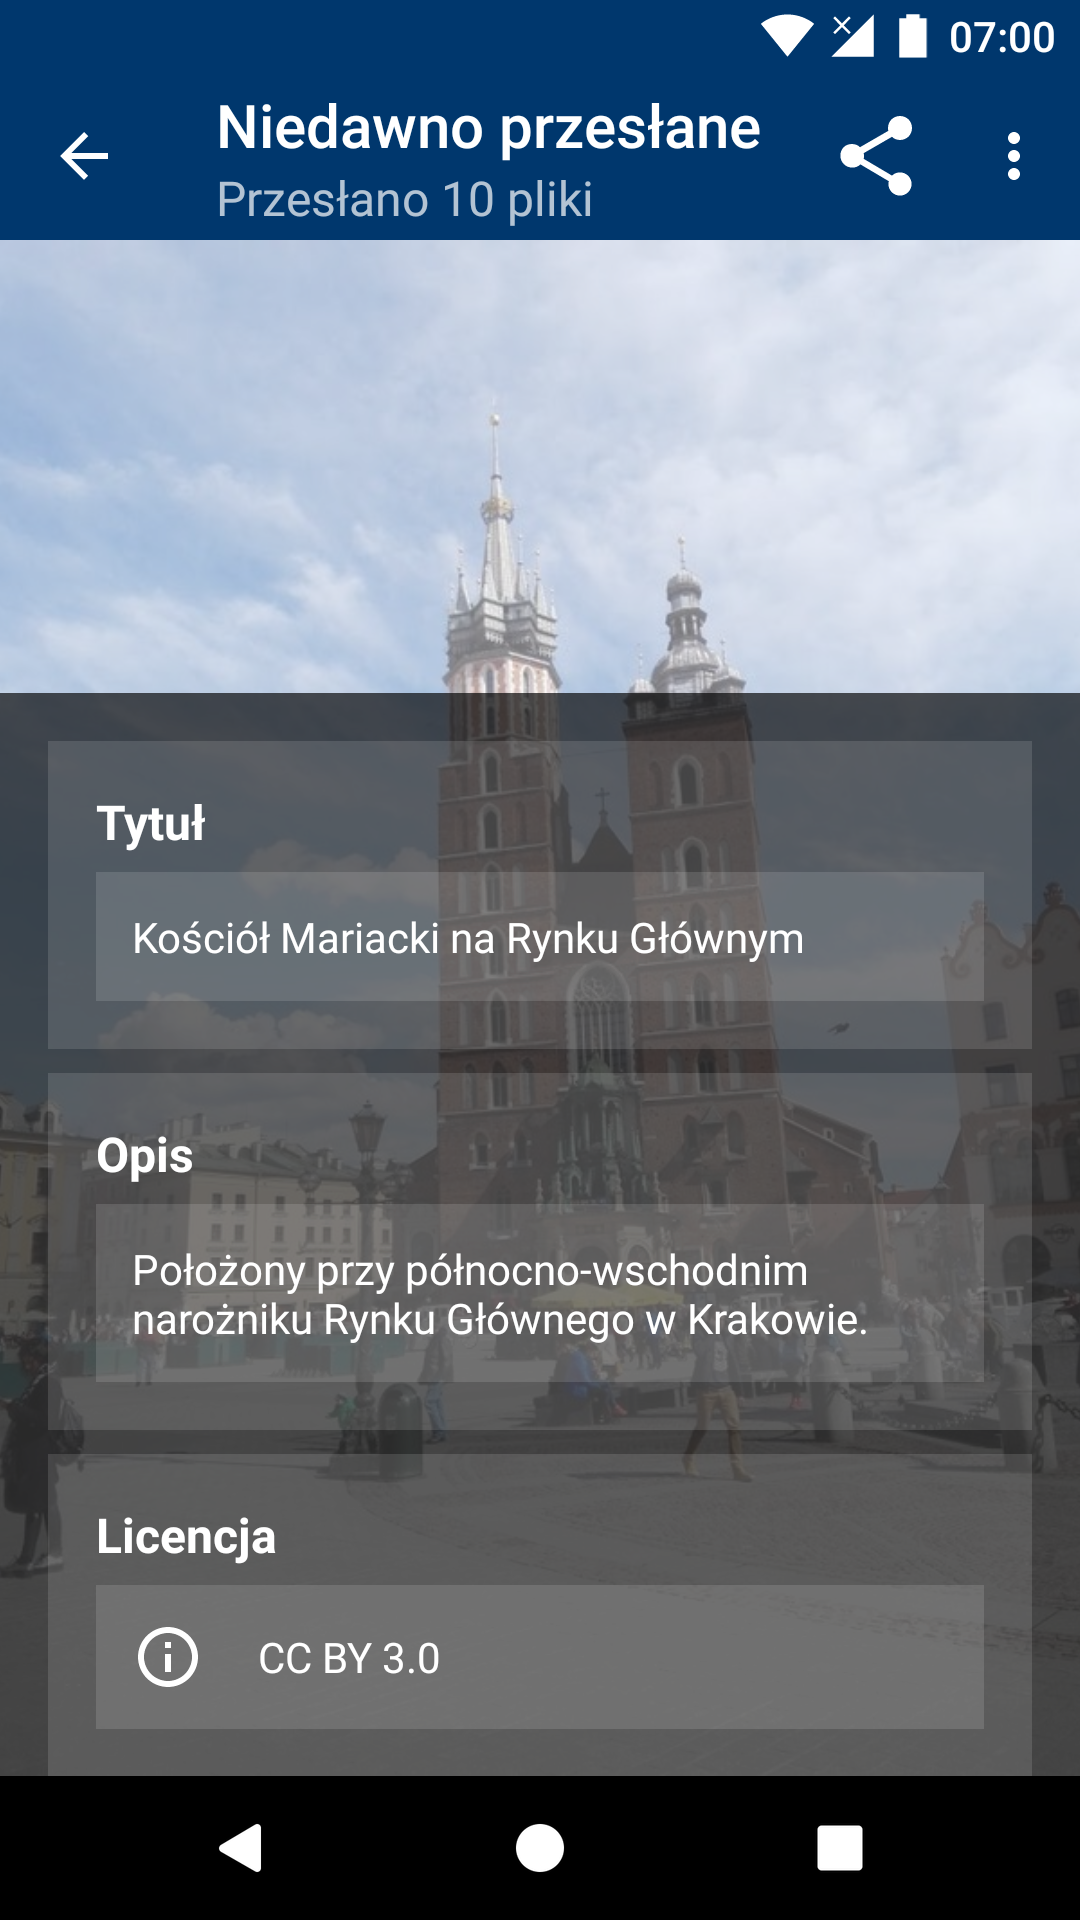 07:00
Niedawno przesłane
Przesłano 10 pliki
Tytuł
Kościół Mariacki na Rynku Głównym
Opis
Położony przy północno-wschodnim
narożniku Rynku Głównego w Krakowie.
Licencja
CC BY 3.0